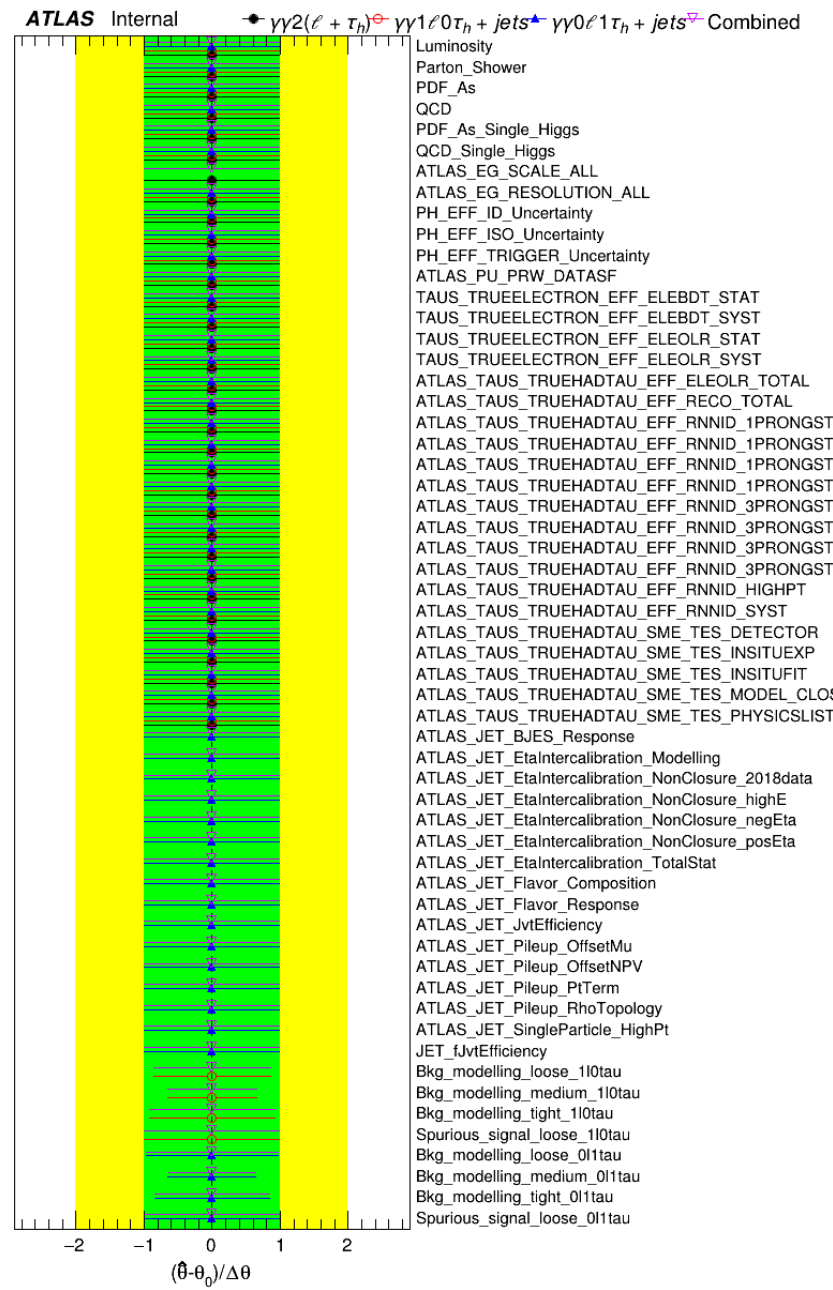 ATLAS Internal γγ2(ℓ + τh) γγ1ℓ0τh + jets γγ0ℓ1τh + jets Combined
Luminosity
Parton_Shower
PDF_As
QCD
PDF_As_Single_Higgs
QCD_Single_Higgs
ATLAS_EG_SCALE_ALL
ATLAS_EG_RESOLUTION_ALL
PH_EFF_ID_Uncertainty
PH_EFF_ISO_Uncertainty
PH_EFF_TRIGGER_Uncertainty
ATLAS_PU_PRW_DATASF
TAUS_TRUEELECTRON_EFF_ELEBDT_STAT
TAUS_TRUEELECTRON_EFF_ELEBDT_SYST
TAUS_TRUEELECTRON_EFF_ELEOLR_STAT
TAUS_TRUEELECTRON_EFF_ELEOLR_SYST
ATLAS_TAUS_TRUEHADTAU_EFF_ELEOLR_TOTAL
ATLAS_TAUS_TRUEHADTAU_EFF_RECO_TOTAL
ATLAS_TAUS_TRUEHADTAU_EFF_RNNID_1PRONGST
ATLAS_TAUS_TRUEHADTAU_EFF_RNNID_1PRONGST
ATLAS_TAUS_TRUEHADTAU_EFF_RNNID_1PRONGST
ATLAS_TAUS_TRUEHADTAU_EFF_RNNID_1PRONGST
ATLAS_TAUS_TRUEHADTAU_EFF_RNNID_3PRONGST
ATLAS_TAUS_TRUEHADTAU_EFF_RNNID_3PRONGST
ATLAS_TAUS_TRUEHADTAU_EFF_RNNID_3PRONGST
ATLAS_TAUS_TRUEHADTAU_EFF_RNNID_3PRONGST
ATLAS_TAUS_TRUEHADTAU_EFF_RNNID_HIGHPT
ATLAS_TAUS_TRUEHADTAU_EFF_RNNID_SYST
ATLAS_TAUS_TRUEHADTAU_SME_TES_DETECTOR
ATLAS_TAUS_TRUEHADTAU_SME_TES_INSITUEXP
ATLAS_TAUS_TRUEHADTAU_SME_TES_INSITUFIT
ATLAS_TAUS_TRUEHADTAU_SME_TES_MODEL_CLOS
ATLAS_TAUS_TRUEHADTAU_SME_TES_PHYSICSLIST
ATLAS_JET_BJES_Response
ATLAS_JET_EtaIntercalibration_Modelling
ATLAS_JET_EtaIntercalibration_NonClosure_2018data
ATLAS_JET_EtaIntercalibration_NonClosure_highE
ATLAS_JET_EtaIntercalibration_NonClosure_negEta
ATLAS_JET_EtaIntercalibration_NonClosure_posEta
ATLAS_JET_EtaIntercalibration_TotalStat
ATLAS_JET_Flavor_Composition
ATLAS_JET_Flavor_Response
ATLAS_JET_JvtEfficiency
ATLAS_JET_Pileup_OffsetMu
ATLAS_JET_Pileup_OffsetNPV
ATLAS_JET_Pileup_PtTerm
ATLAS_JET_Pileup_RhoTopology
ATLAS_JET_SingleParticle_HighPt
JET_fJvtEfficiency
Bkg_modelling_loose_1l0tau
Bkg_modelling_medium_1l0tau
Bkg_modelling_tight_1l0tau
Spurious_signal_loose_1l0tau
Bkg_modelling_loose_0l1tau
Bkg_modelling_medium_0l1tau
Bkg_modelling_tight_0l1tau
Spurious_signal_loose_0l1tau
−2 −1 0 1 2
(θ̂-θ0)/Δθ